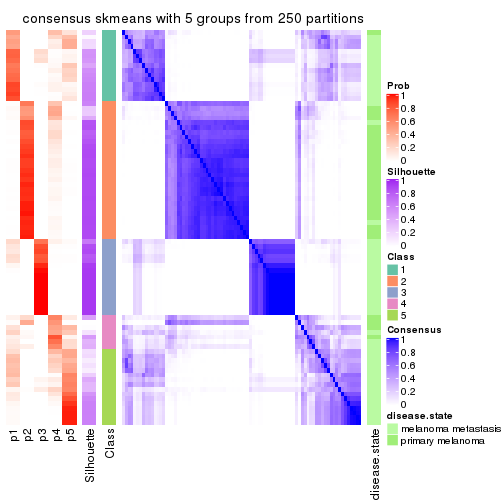 consensus skmeans with 5 groups from 250 partitions
Prob
1
0.8
0.6
0.4
0.2
0
Silhouette
1
0.8
0.6
0.4
0.2
0
Class
1
2
3
4
5
Consensus
1
0.8
0.6
0.4
0.2
0
disease.state
melanoma metastasis
primary melanoma
p1
p2
p3
p4
p5
Silhouette
Class
disease.state